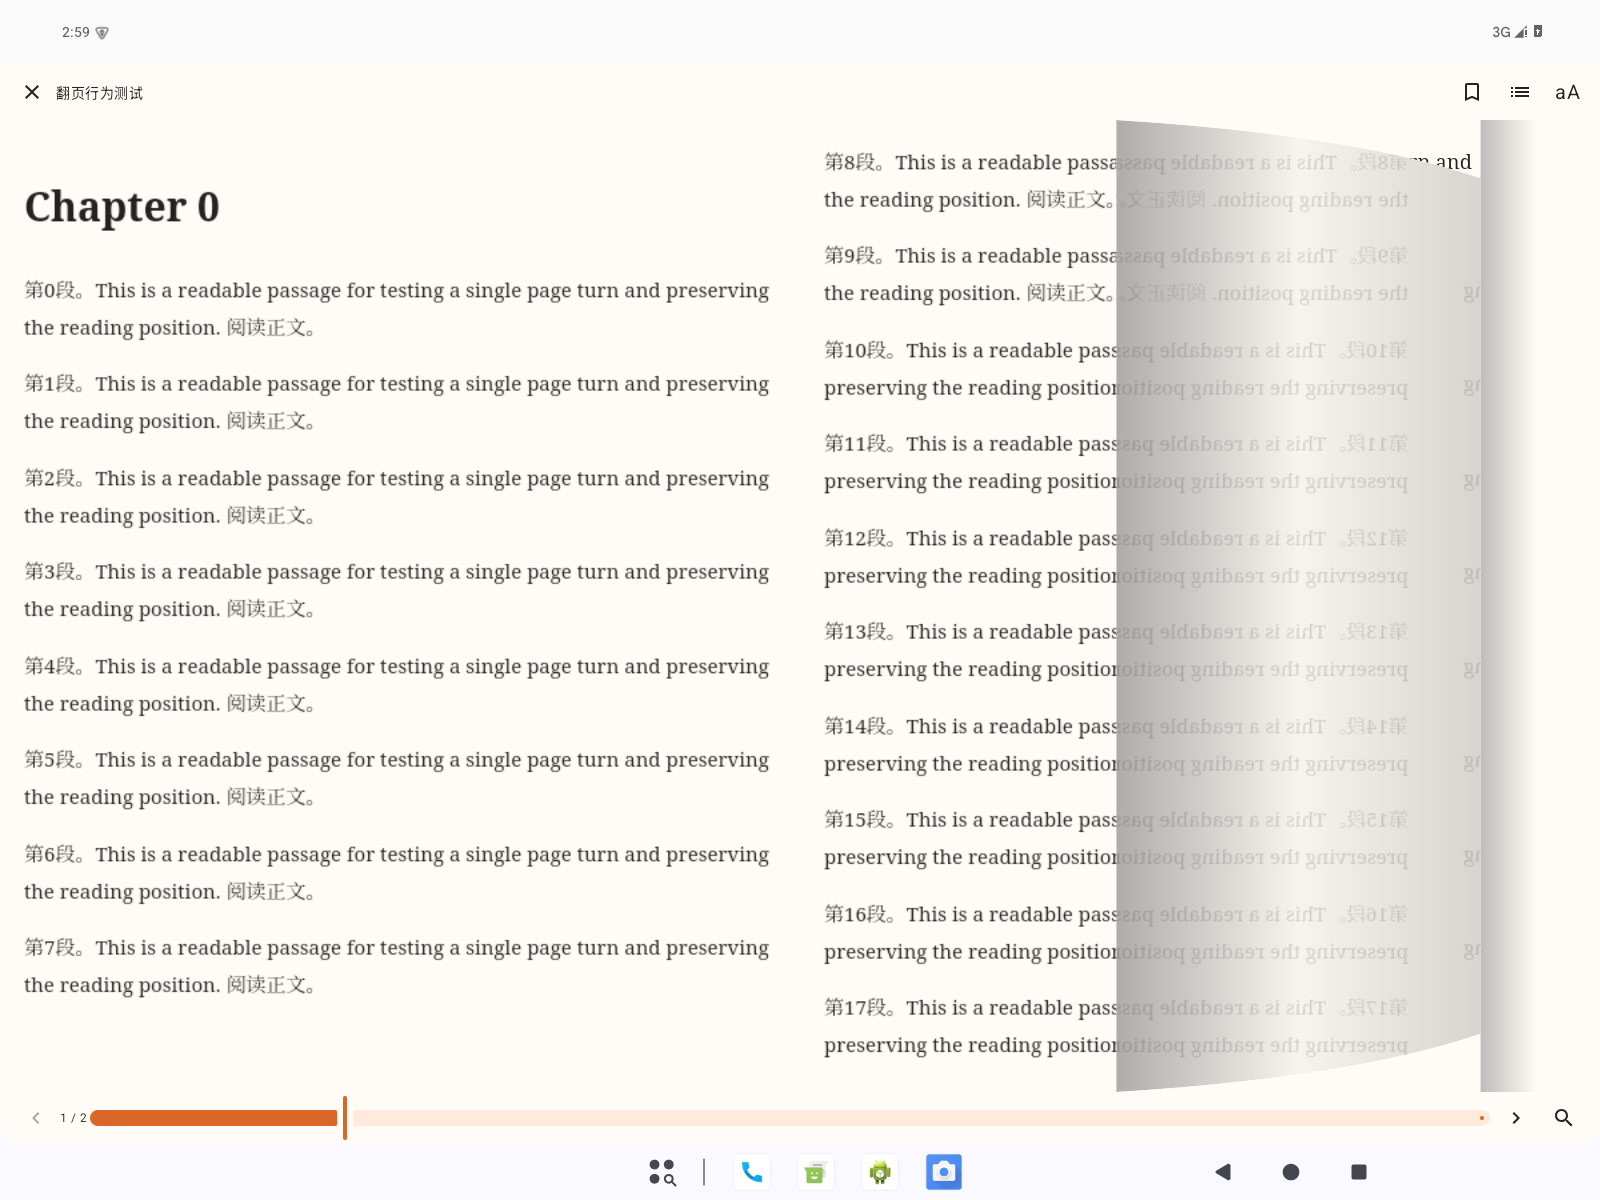 2:59
3G
翻页行为测试
aA
Chapter 0
第0段。This is a readable passage for testing a single page turn and preserving
the reading position. 阅读正文。
第1段。This is a readable passage for testing a single page turn and preserving
the reading position. 阅读正文。
第2段。This is a readable passage for testing a single page turn and preserving
the reading position. 阅读正文。
第3段。This is a readable passage for testing a single page turn and preserving
the reading position. 阅读正文。
第4段。This is a readable passage for testing a single page turn and preserving
the reading position. 阅读正文。
第5段。This is a readable passage for testing a single page turn and preserving
the reading position. 阅读正文。
第6段。This is a readable passage for testing a single page turn and preserving
the reading position. 阅读正文。
第7段。This is a readable passage for testing a single page turn and preserving
the reading position. 阅读正文。
第8段。This is a readable passa and
the reading position. 阅读正文。
第9段。This is a readable passa
the reading position. 阅读正文。
第10段。This is a readable pass
preserving the reading position
第11段。This is a readable pass
preserving the reading position
第12段。This is a readable pass
preserving the reading position
第13段。This is a readable pass
preserving the reading position
第14段。This is a readable pass
preserving the reading position
第15段。This is a readable pass
preserving the reading position
第16段。This is a readable pass
preserving the reading position
第17段。This is a readable pass
preserving the reading position
1 / 2